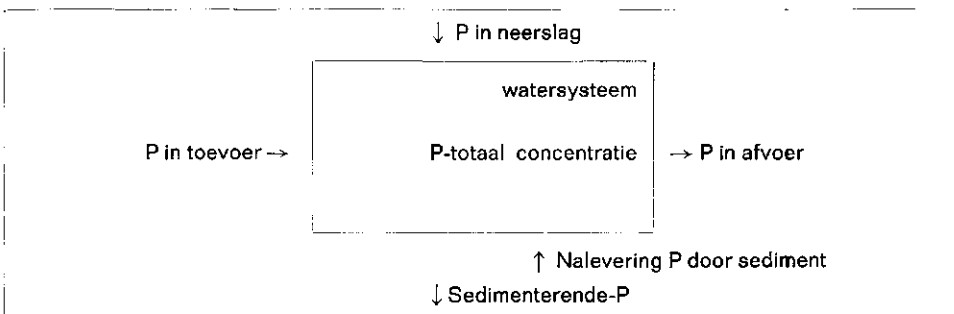 ↓ P in neerslag
watersysteem
P in toevoer → P-totaal concentratie → P in afvoer
↑ Nalevering P door sediment
↓ Sedimenterende-P